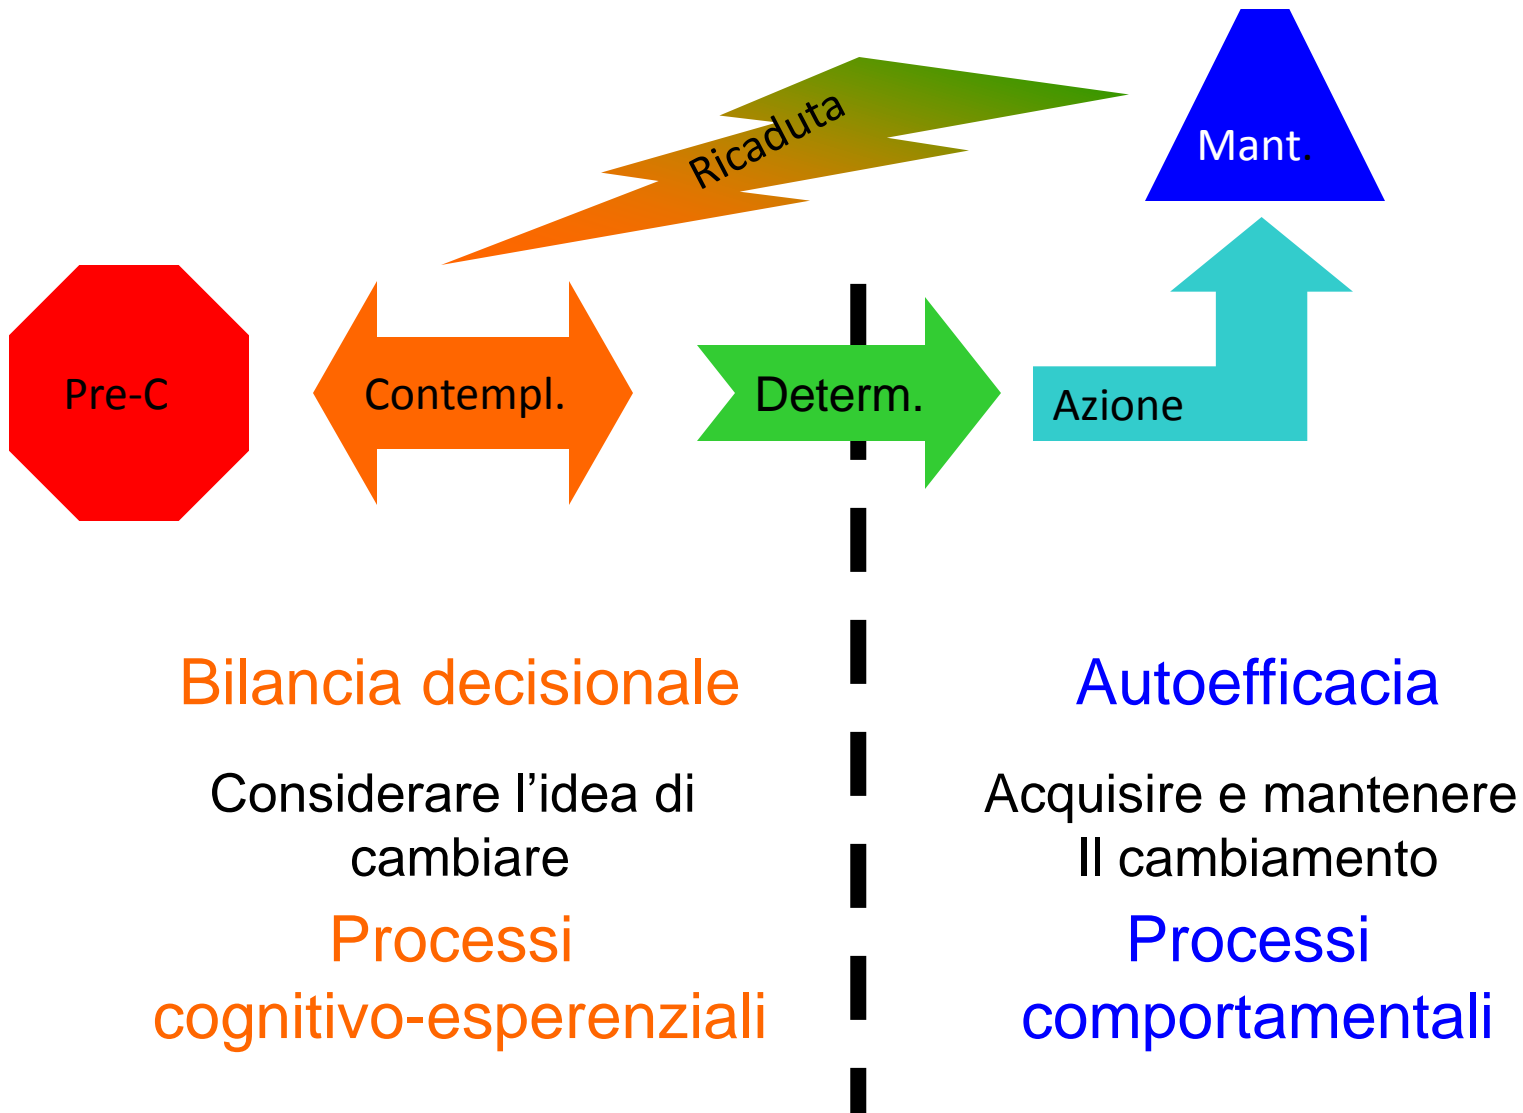 Ricaduta
Mant.
Pre-C
Contempl.
Determ.
Azione
Bilancia decisionale
Considerare l’idea di
cambiare
Processi
cognitivo-esperenziali
Autoefficacia
Acquisire e mantenere
Il cambiamento
Processi
comportamentali